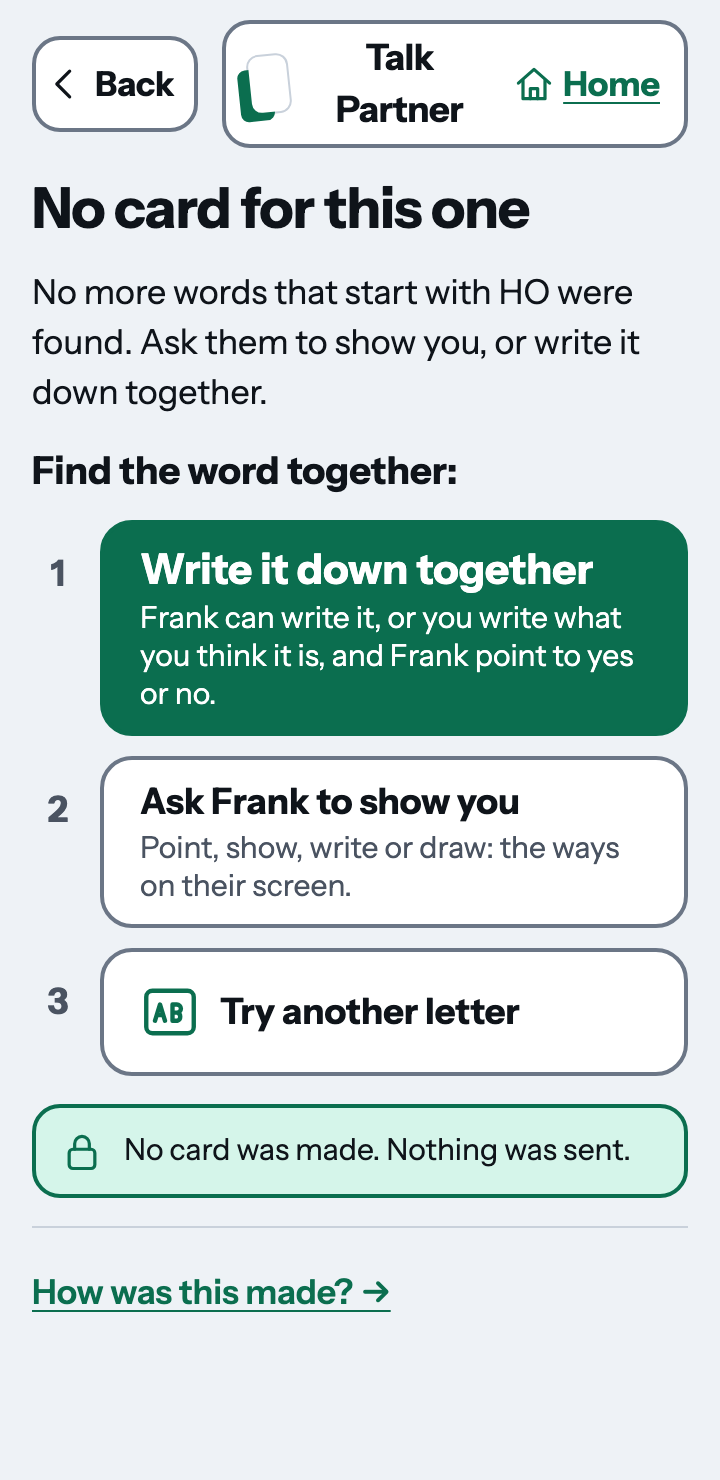 Back
Talk
Partner
Home
No card for this one
No more words that start with HO were
found. Ask them to show you, or write it
down together.
Find the word together:
1
Write it down together
Frank can write it, or you write what
you think it is, and Frank point to yes
or no.
2
Ask Frank to show you
Point, show, write or draw: the ways
on their screen.
3
AB
Try another letter
No card was made. Nothing was sent.
How was this made? →